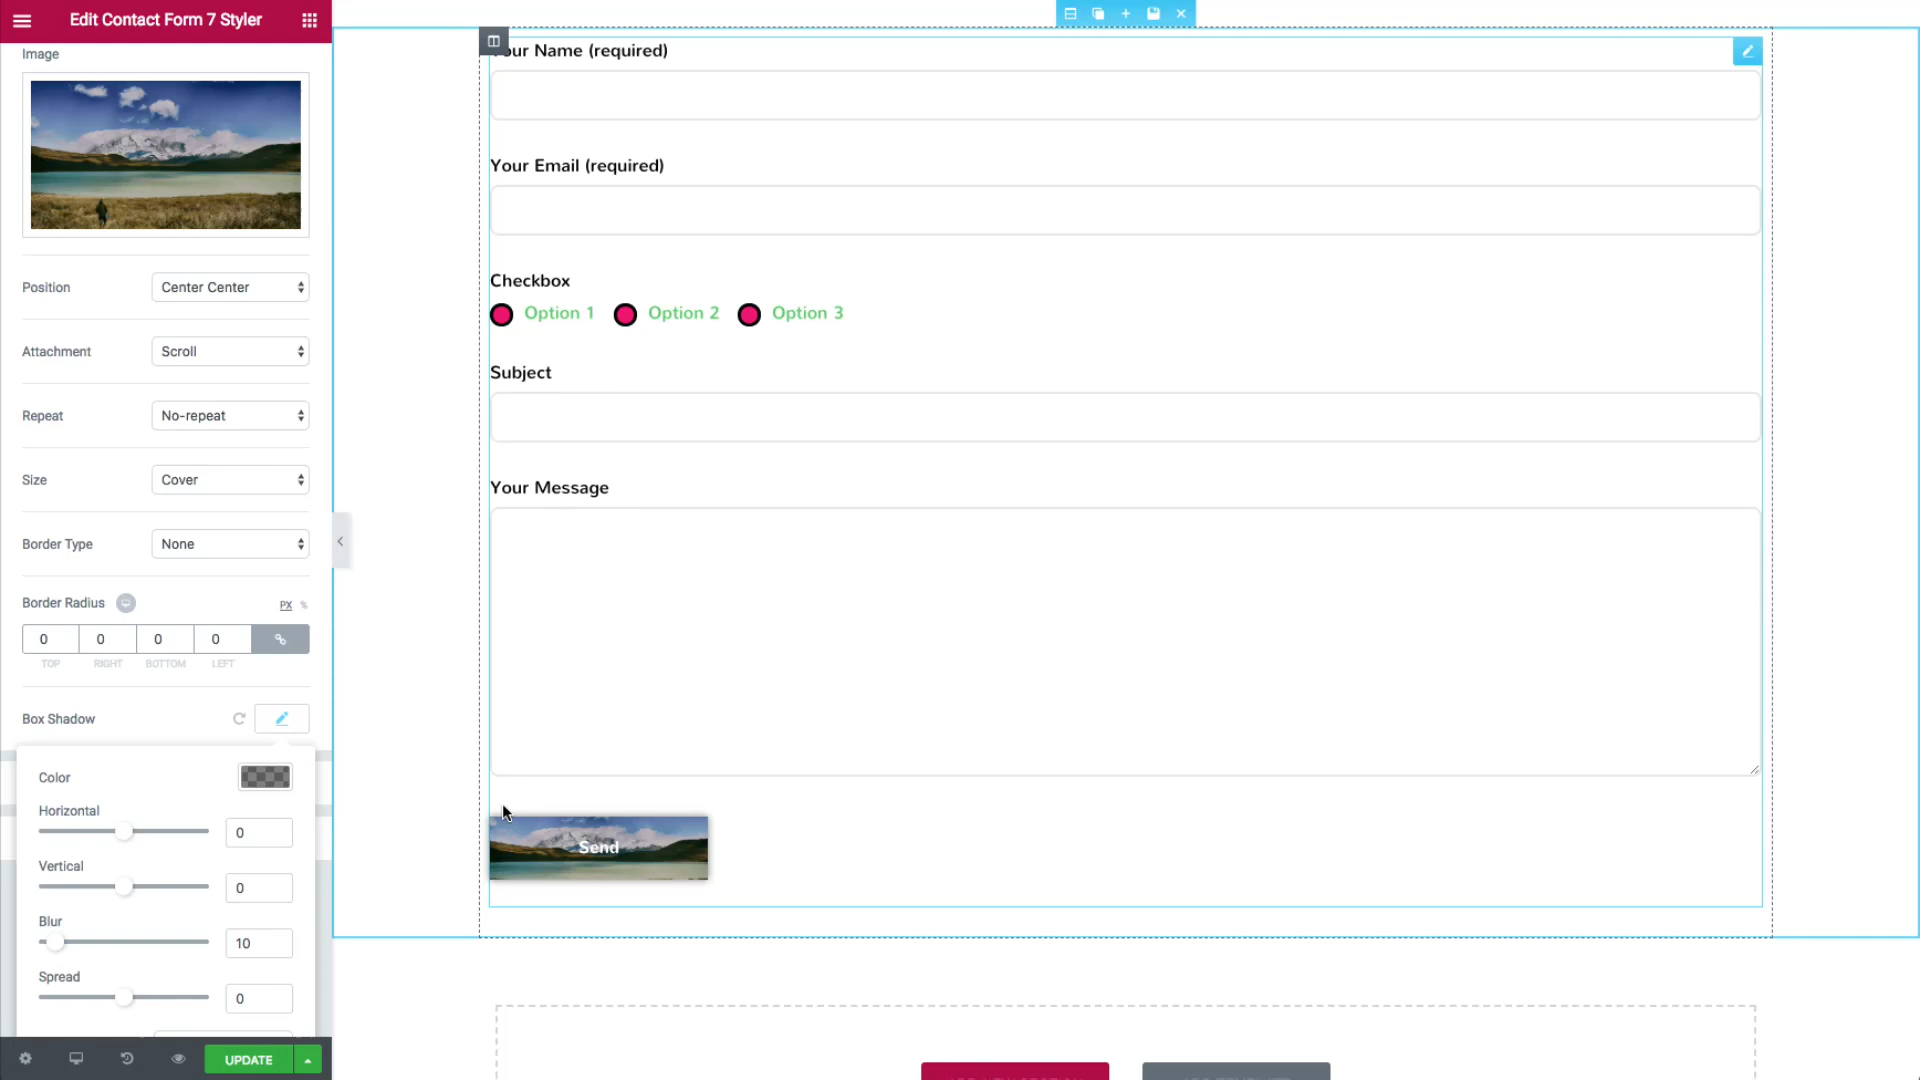 Edit Contact Form 7 Styler
Image
Position
Center Center
Attachment
Scroll
Repeat
No-repeat
Size
Cover
Border Type
None
Border Radius
PX %
0 0 0 0
TOP RIGHT BOTTOM LEFT
Box Shadow
Color
Horizontal
0
Vertical
0
Blur
10
Spread
0
UPDATE
our Name (required)
Your Email (required)
Checkbox
Option 1 Option 2 Option 3
Subject
Your Message
Send